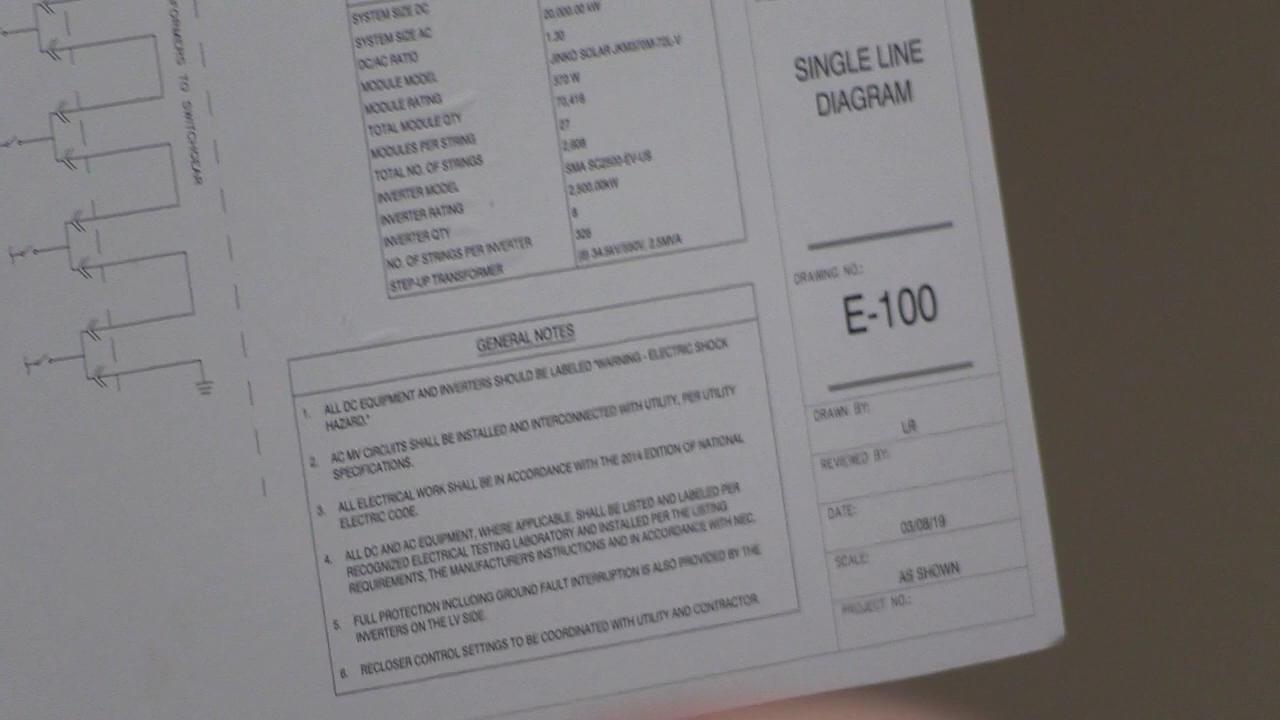 FORMERS TO SWITCHGEAR
SYSTEM SIZE DC
SYSTEM SIZE AC 20,000.00 kW
DC/AC RATIO 1.30
MODULE MODEL JINKO SOLAR JKM370M-72L-V
MODULE RATING 370 W
TOTAL MODULE QTY 70,416
MODULES PER STRING 27
TOTAL NO. OF STRINGS 2,608
INVERTER MODEL SMA SC2500-EV-US
INVERTER RATING 2,500.00kW
INVERTER QTY 8
NO. OF STRINGS PER INVERTER 326
STEP-UP TRANSFORMER (8) 34.5kV/550V, 2.5MVA
GENERAL NOTES
1. ALL DC EQUIPMENT AND INVERTERS SHOULD BE LABELED "WARNING - ELECTRIC SHOCK
HAZARD."
2. AC MV CIRCUITS SHALL BE INSTALLED AND INTERCONNECTED WITH UTILITY, PER UTILITY
SPECIFICATIONS.
3. ALL ELECTRICAL WORK SHALL BE IN ACCORDANCE WITH THE 2014 EDITION OF NATIONAL
ELECTRIC CODE.
4. ALL DC AND AC EQUIPMENT, WHERE APPLICABLE, SHALL BE LISTED AND LABELED PER
RECOGNIZED ELECTRICAL TESTING LABORATORY AND INSTALLED PER THE LISTING
REQUIREMENTS, THE MANUFACTURER'S INSTRUCTIONS AND IN ACCORDANCE WITH NEC.
5. FULL PROTECTION INCLUDING GROUND FAULT INTERRUPTION IS ALSO PROVIDED BY THE
INVERTERS ON THE LV SIDE.
6. RECLOSER CONTROL SETTINGS TO BE COORDINATED WITH UTILITY AND CONTRACTOR.
SINGLE LINE
DIAGRAM
DRAWING NO.:
E-100
DRAWN BY:
LR
REVIEWED BY:
DATE:
03/08/19
SCALE:
AS SHOWN
PROJECT NO.: